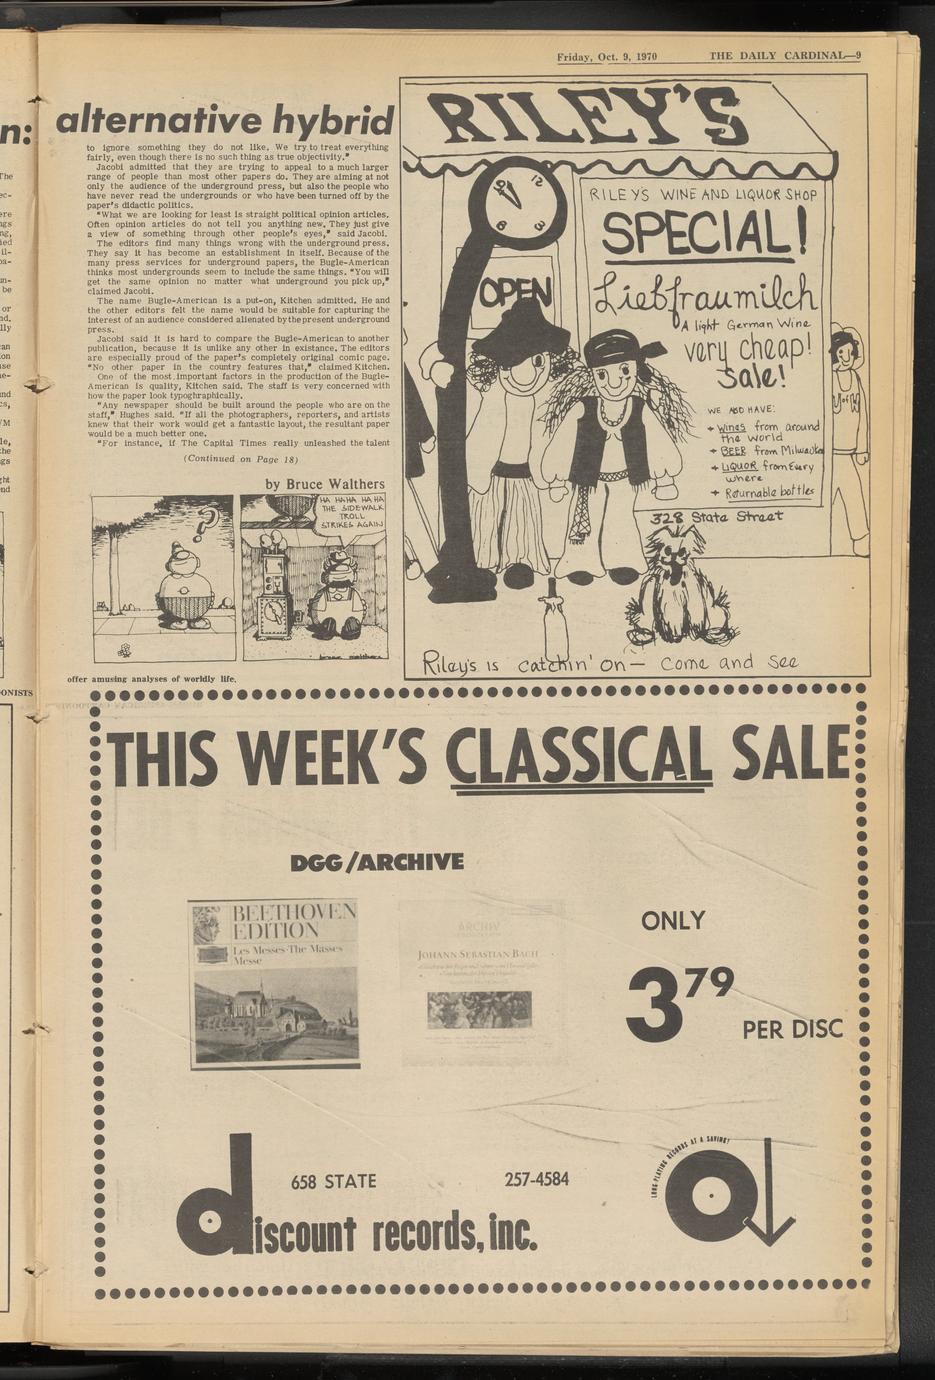 Friday, Oct. 9, 1970 THE DAILY CARDINAL—9
n:
alternative hybrid
to ignore something they do not like. We try to treat everything
fairly, even though there is no such thing as true objectivity."
Jacobi admitted that they are trying to appeal to a much larger
range of people than most other papers do. They are aiming at not
only the audience of the underground press, but also the people who
have never read the undergrounds or who have been turned off by the
paper's didactic politics.
"What we are looking for least is straight political opinion articles.
Often opinion articles do not tell you anything new. They just give
a view of something through other people's eyes," said Jacobi.
The editors find many things wrong with the underground press.
They say it has become an establishment in itself. Because of the
many press services for underground papers, the Bugle-American
thinks most undergrounds seem to include the same things. "You will
get the same opinion no matter what underground you pick up,"
claimed Jacobi.
The name Bugle-American is a put-on, Kitchen admitted. He and
the other editors felt the name would be suitable for capturing the
interest of an audience considered alienated by the present underground
press.
Jacobi said it is hard to compare the Bugle-American to another
publication, because it is unlike any other in existance. The editors
are especially proud of the paper's completely original comic page.
"No other paper in the country features that," claimed Kitchen.
One of the most important factors in the production of the Bugle-
American is quality, Kitchen said. The staff is very concerned with
how the paper look typoghraphically.
"Any newspaper should be built around the people who are on the
staff," Hughes said. "If all the photographers, reporters, and artists
knew that their work would get a fantastic layout, the resultant paper
would be a much better one.
"For instance, if The Capital Times really unleashed the talent
(Continued on Page 18)
by Bruce Walthers
?
HA HA HA HA HA
THE SIDEWALK
TROLL
STRIKES AGAIN
bruce walthers
offer amusing analyses of worldly life.
ONISTS
RILEY'S
12
3
6
9
OPEN
RILEY'S WINE AND LIQUOR SHOP
SPECIAL!
Liebfraumilch
A light German Wine
very cheap!
Sale!
WE ALSO HAVE:
Wines from around
the world
BEER from Milwaukee
LIQUOR from Every
where
Returnable bottles
U of W
328 State Street
Riley's is catchin' on— Come and See
THIS WEEK'S CLASSICAL SALE
DGG/ARCHIVE
BEETHOVEN
EDITION
Les Messes·The Masses
Messe
ARCHIV
JOHANN SEBASTIAN BACH
ONLY
3 79
PER DISC
658 STATE 257-4584
discount records, inc.
LONG PLAYING RECORDS AT A SAVING!